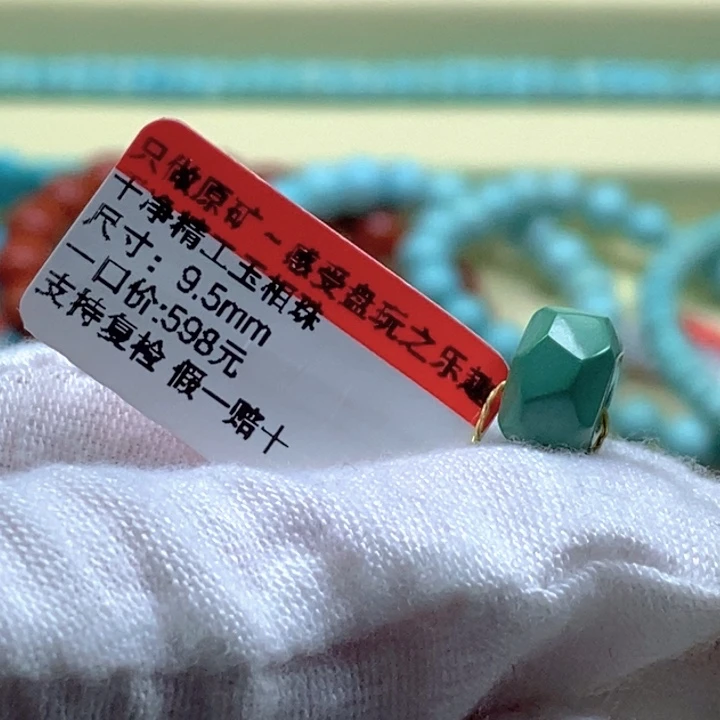 只做原矿~感受盘玩之乐趣
干净精工玉相珠
尺寸：9.5mm
一口价:598元
支持复检 假一赔十